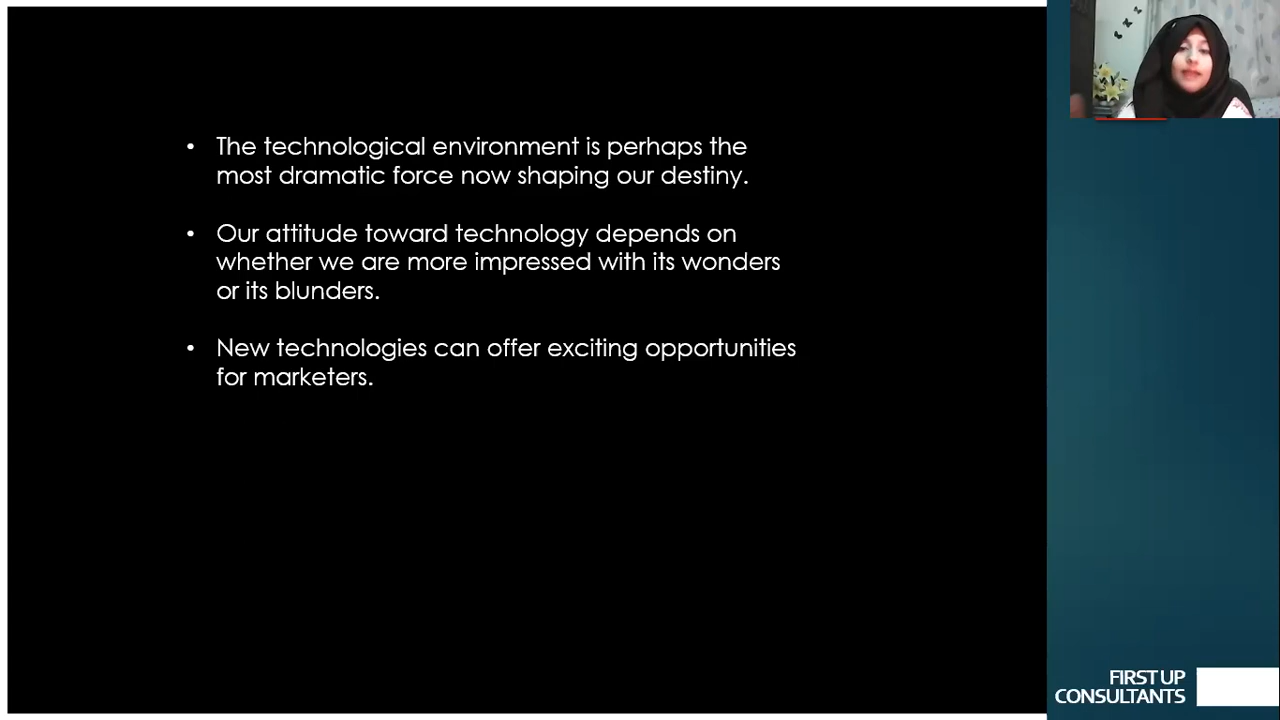 • The technological environment is perhaps the
most dramatic force now shaping our destiny.
• Our attitude toward technology depends on
whether we are more impressed with its wonders
or its blunders.
• New technologies can offer exciting opportunities
for marketers.
FIRST UP
CONSULTANTS